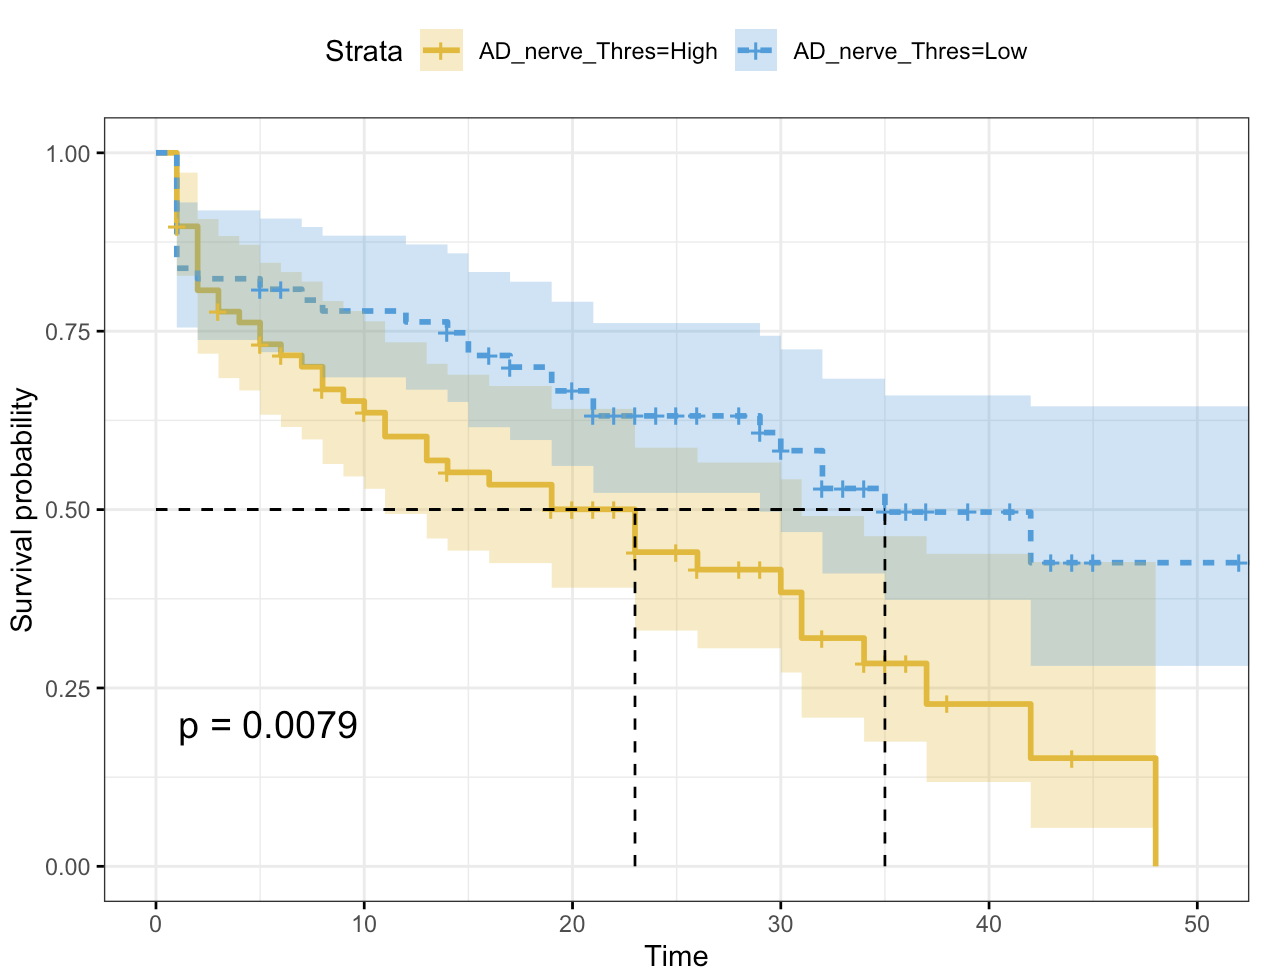 Strata AD_nerve_Thres=High AD_nerve_Thres=Low
Survival probability
1.00
0.75
0.50
0.25
0.00
p = 0.0079
0 10 20 30 40 50
Time